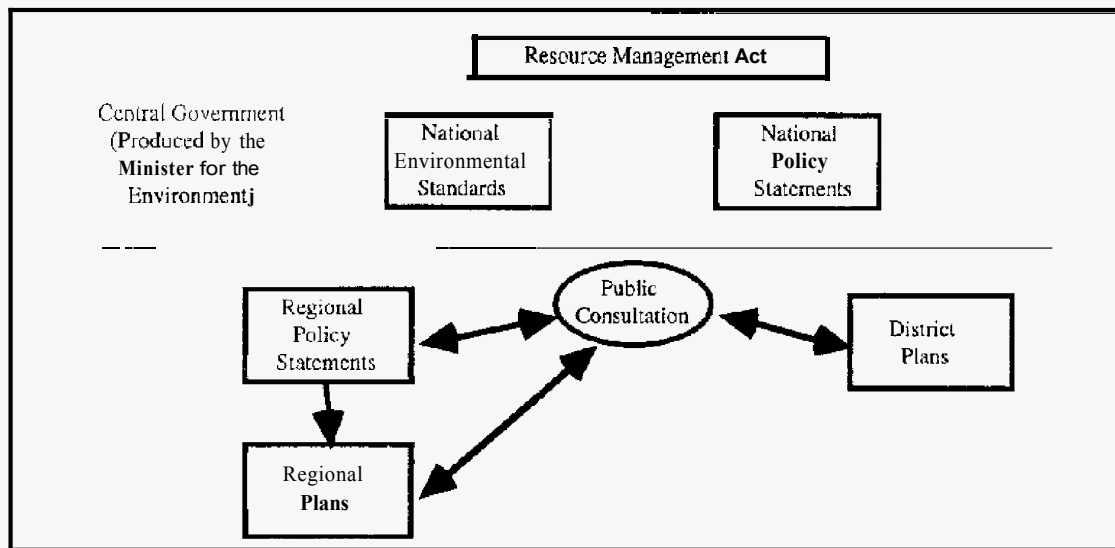 Resource Management Act
Central Government
(Produced by the
Minister for the
Environmentj
National
Environmental
Standards
National
Policy
Statements
Regional
Policy
Statements
Public
Consultation
District
Plans
Regional
Plans